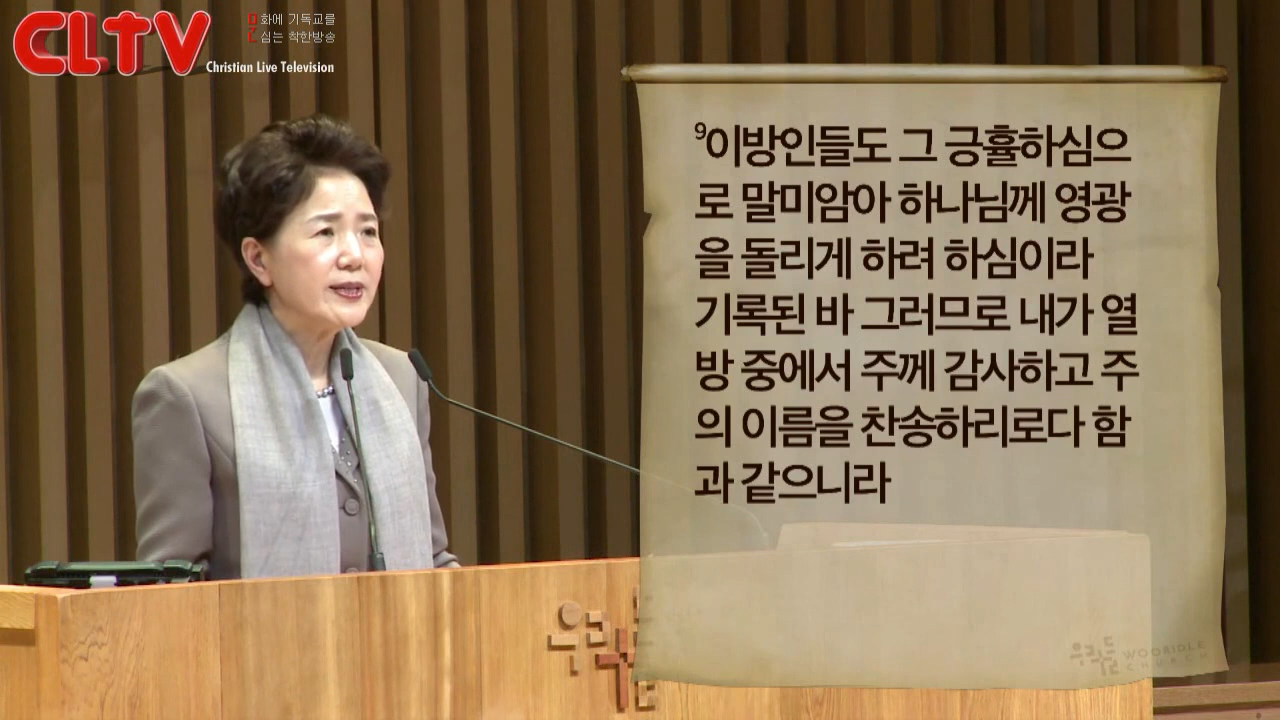 CLTV
문화에 기독교를
심는 착한방송
Christian Live Television
9이방인들도 그 긍휼하심으
로 말미암아 하나님께 영광
을 돌리게 하려 하심이라
기록된 바 그러므로 내가 열
방 중에서 주께 감사하고 주
의 이름을 찬송하리로다 함
과 같으니라
우리들
우리들 WOORIDLE
CHURCH